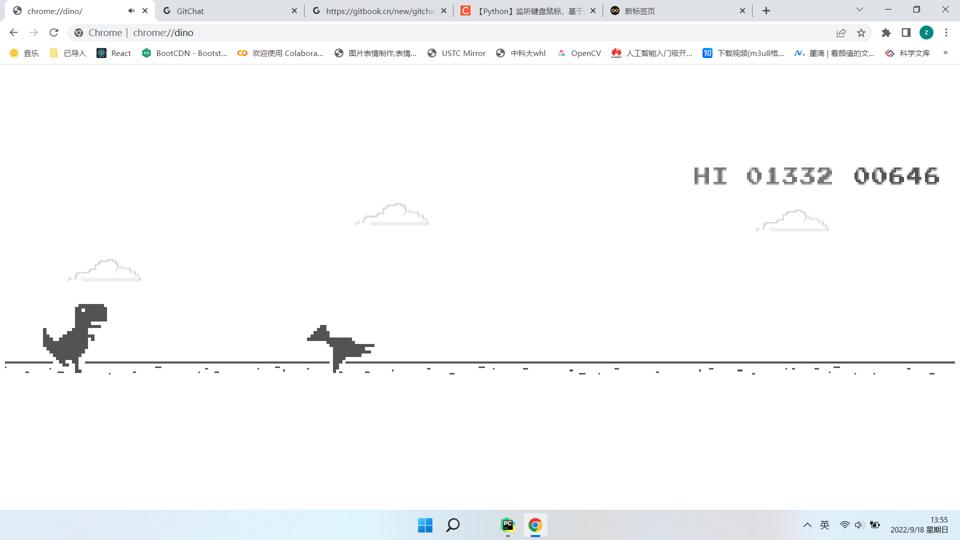 chrome://dino/
GitChat
https://gitbook.cn/new/gitcha
【Python】监听键盘鼠标，基于
新标签页
Chrome | chrome://dino
z
音乐
已导入
React
BootCDN - Bootst...
欢迎使用 Colabora...
图片表情制作,表情...
USTC Mirror
中科大whl
OpenCV
人工智能入门极开...
知 下载视频(m3u8格...
墨滴 | 看颜值的文...
科学文库
»
HI 01332 00646
PC
英
13:55
2022/9/18 星期日